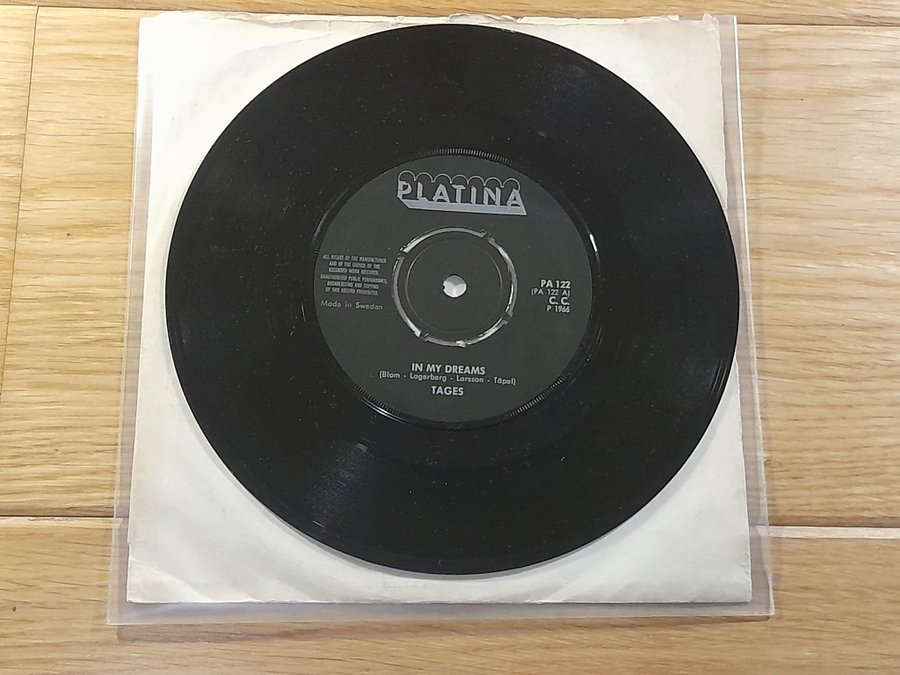 PLATINA
ALL RIGHTS OF THE MANUFACTURER
AND OF THE OWNER OF THE
RECORDED WORK RESERVED.
UNAUTHORISED PUBLIC PERFORMANCE,
BROADCASTING AND COPYING
OF THIS RECORD PROHIBITED.
Made in Sweden
PA 122
(PA 122 A)
C. C.
P 1966
IN MY DREAMS
(Blom - Lagerberg - Larsson - Töpel)
TAGES